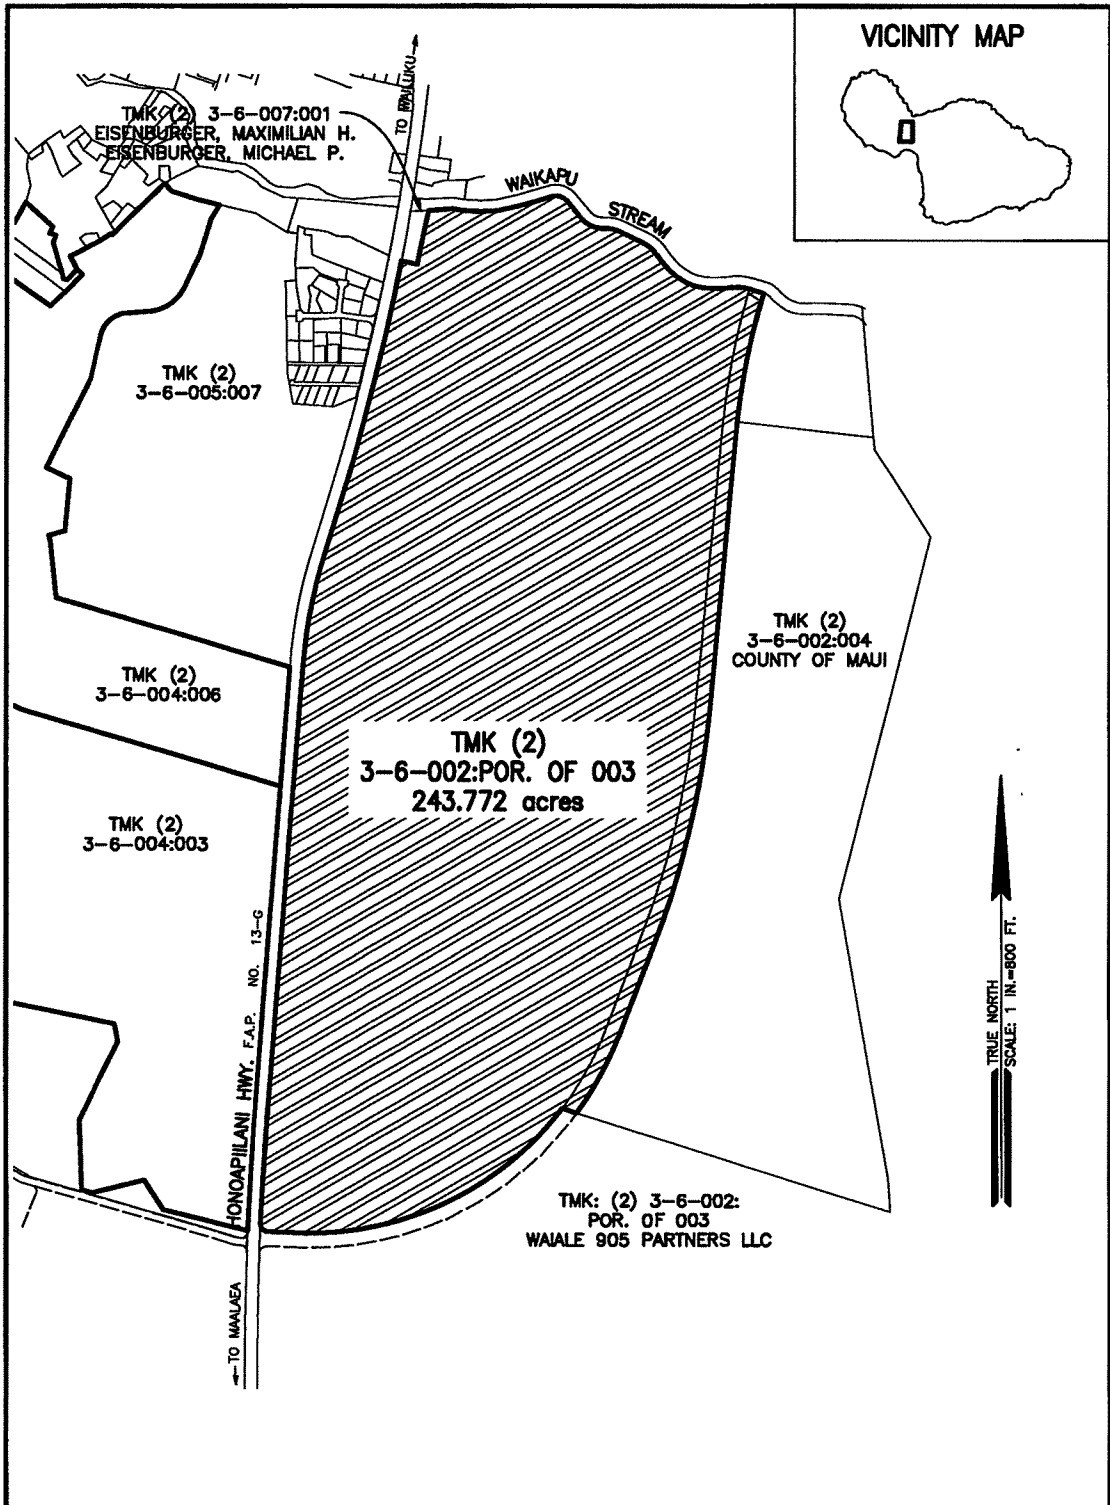 VICINITY MAP
TO WAILUKU
TMK (2) 3-6-007:001
EISENBURGER, MAXIMILIAN H.
EISENBURGER, MICHAEL P.
WAIKAPU
STREAM
TMK (2)
3-6-005:007
TMK (2)
3-6-002:004
COUNTY OF MAUI
TMK (2)
3-6-004:006
TMK (2)
3-6-002:POR. OF 003
243.772 acres
TMK (2)
3-6-004:003
HONOAPIILANI HWY. F.A.P. NO. 13-G
TRUE NORTH
SCALE: 1 IN.=800 FT.
TMK: (2) 3-6-002:
POR. OF 003
WAIALE 905 PARTNERS LLC
TO MAALAEA